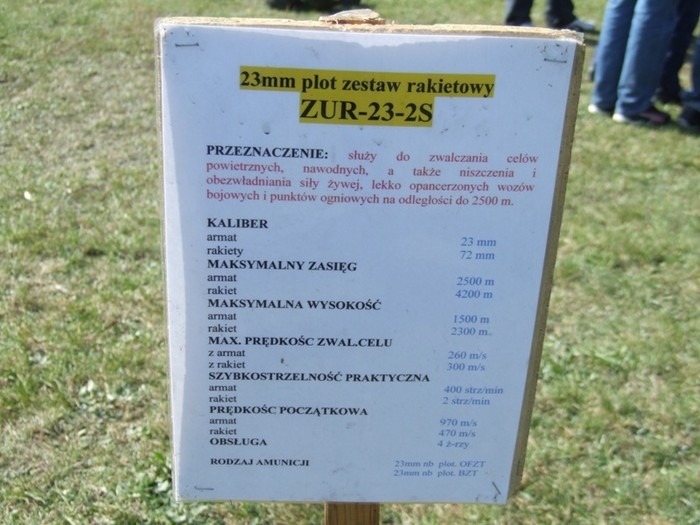 23mm plot zestaw rakietowy
ZUR-23-2S
PRZEZNACZENIE: służy do zwalczania celów
powietrznych, nawodnych, a także niszczenia i
obezwładniania siły żywej, lekko opancerzonych wozów
bojowych i punktów ogniowych na odległości do 2500 m.
KALIBER
armat 23 mm
rakiety 72 mm
MAKSYMALNY ZASIĘG
armat 2500 m
rakiet 4200 m
MAKSYMALNA WYSOKOŚĆ
armat 1500 m
rakiet 2300 m.
MAX. PRĘDKOŚC ZWAL.CELU
z armat 260 m/s
z rakiet 300 m/s
SZYBKOSTRZELNOŚĆ PRAKTYCZNA
armat 400 strz/min
rakiet 2 strz/min
PRĘDKOŚC POCZĄTKOWA
armat 970 m/s
rakiet 470 m/s
OBSŁUGA 4 ż-rzy
RODZAJ AMUNICJI 23mm nb plot. OFZT
23mm nb plot. BZT